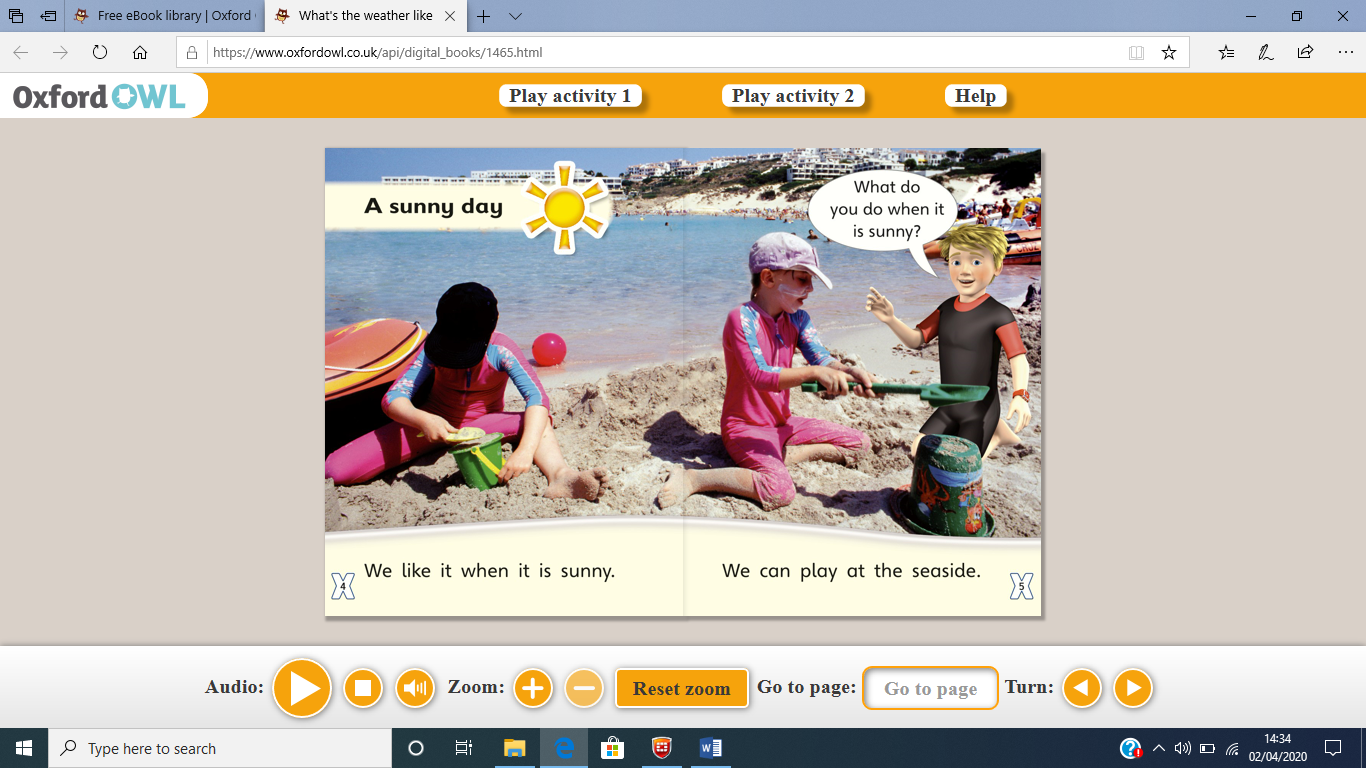 Free eBook library | Oxford
What's the weather like
https://www.oxfordowl.co.uk/api/digital_books/1465.html
Oxford OWL
Play activity 1
Play activity 2
Help
A sunny day
What do
you do when it
is sunny?
We like it when it is sunny.
We can play at the seaside.
4
5
Audio:
Zoom:
Reset zoom
Go to page:
Go to page
Turn:
Type here to search
14:34
02/04/2020